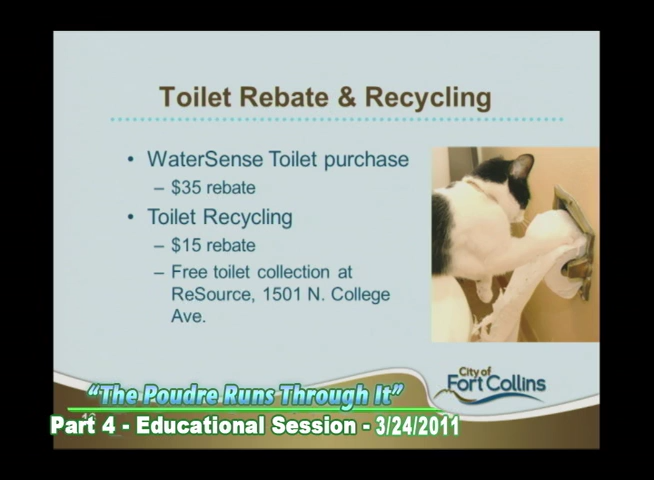 Toilet Rebate & Recycling
• WaterSense Toilet purchase
– $35 rebate
• Toilet Recycling
– $15 rebate
– Free toilet collection at
ReSource, 1501 N. College
Ave.
City of
Fort Collins
"The Poudre Runs Through It"
Part 4 - Educational Session - 3/24/2011